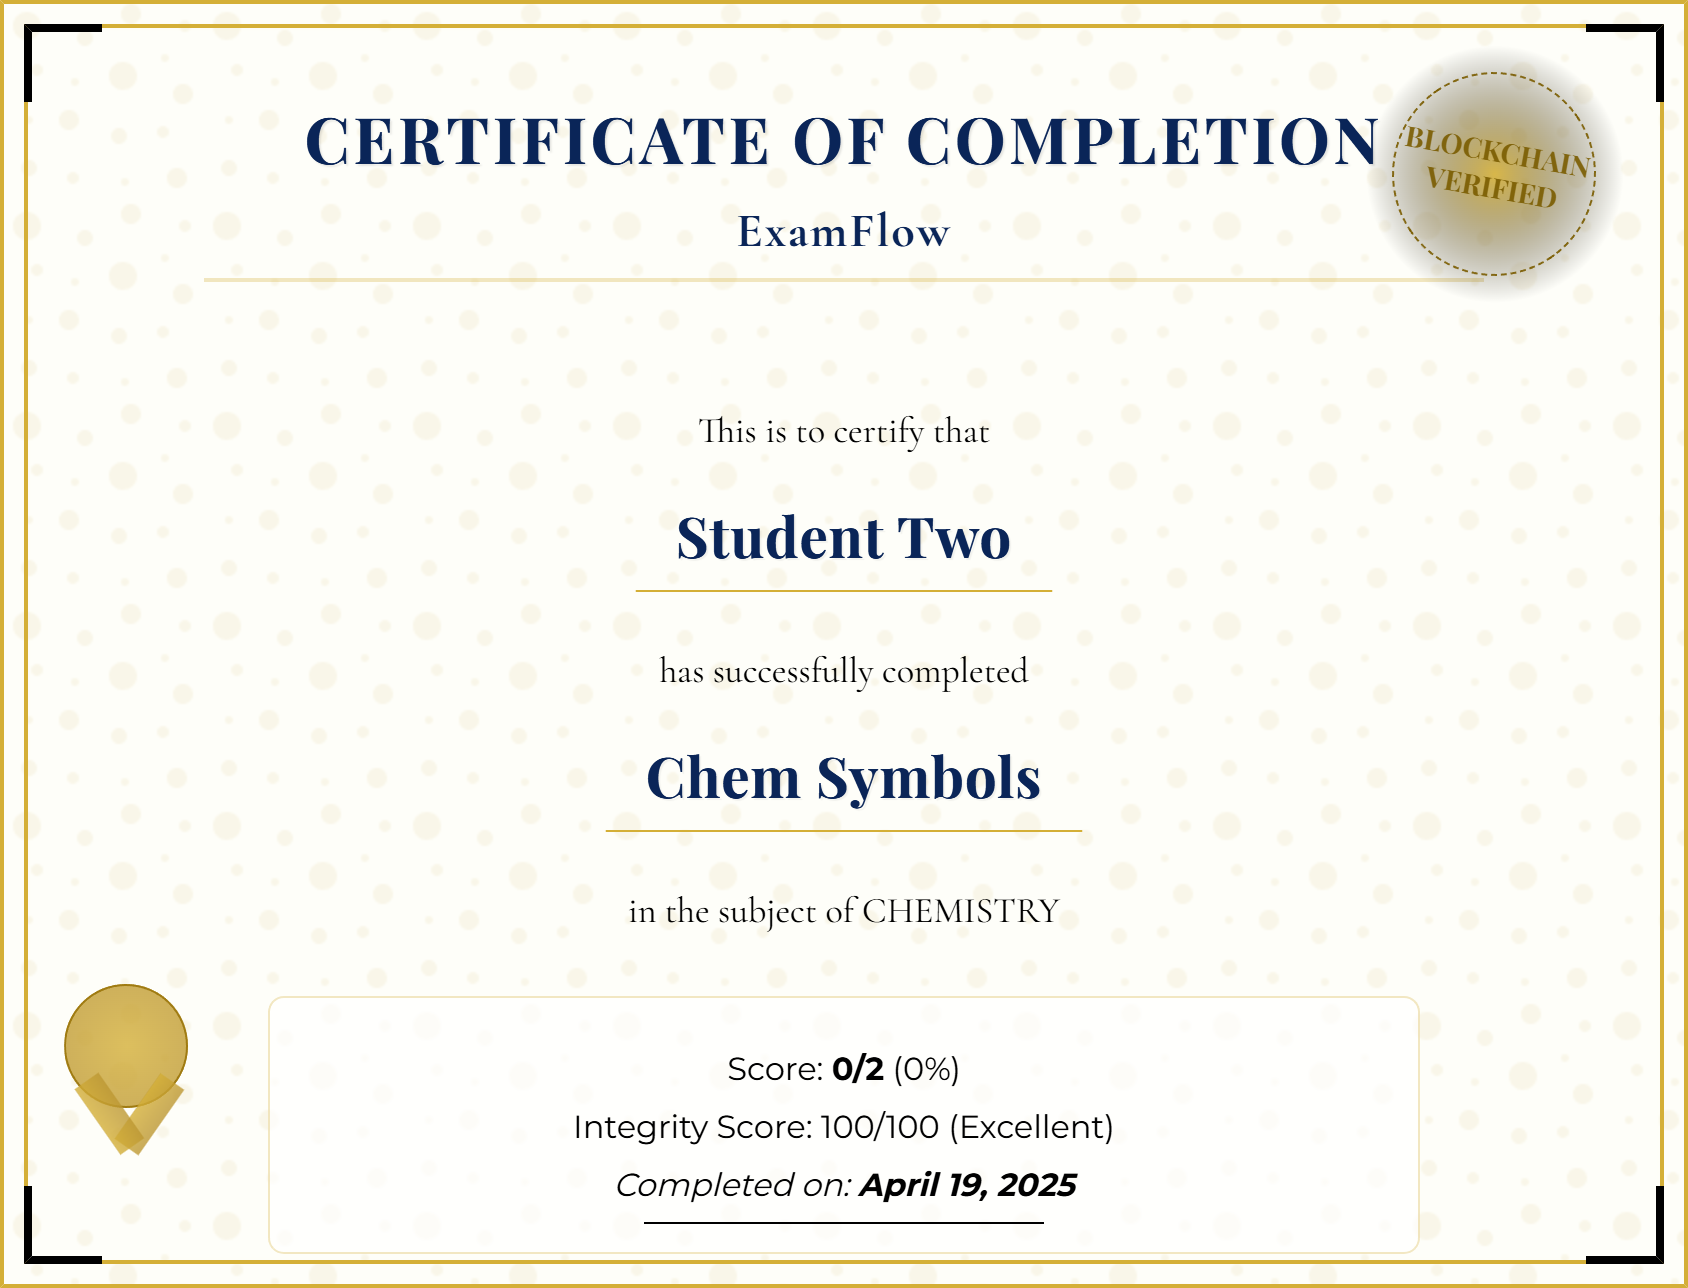 CERTIFICATE OF COMPLETION
BLOCKCHAIN
VERIFIED
ExamFlow
This is to certify that
Student Two
has successfully completed
Chem Symbols
in the subject of CHEMISTRY
Score: 0/2 (0%)
Integrity Score: 100/100 (Excellent)
Completed on: April 19, 2025